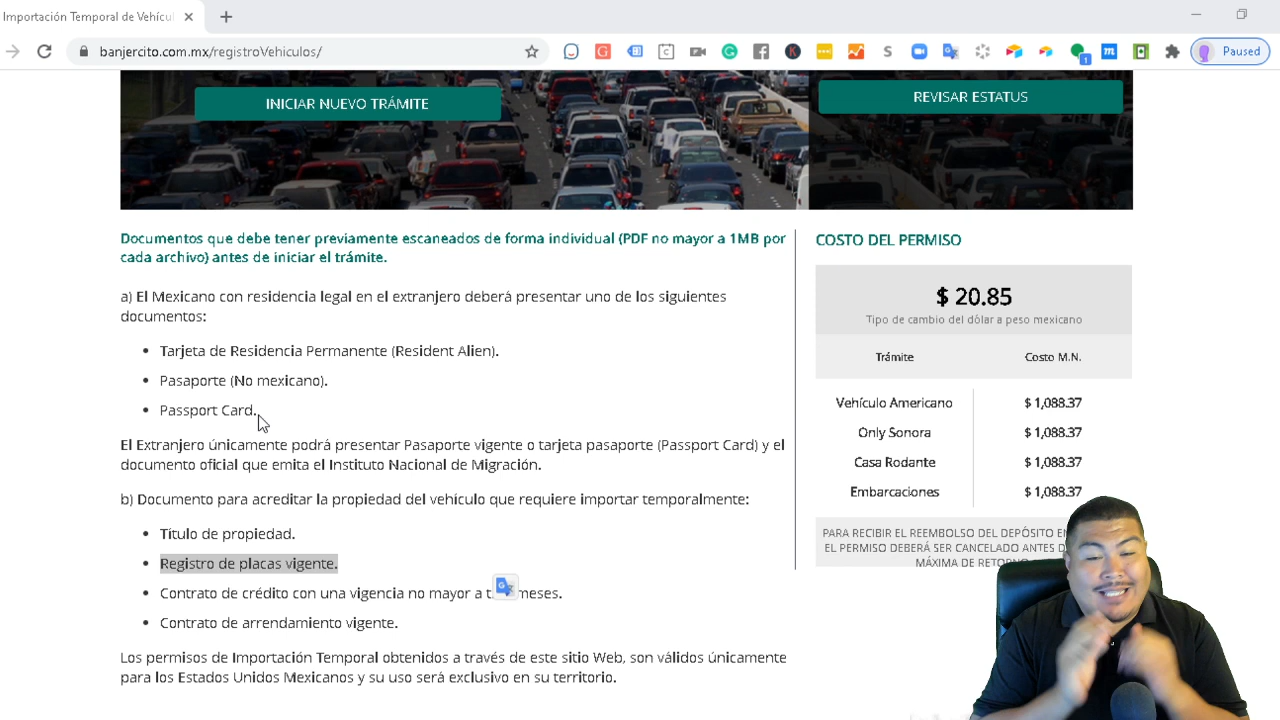 Importación Temporal de Vehícul
banjercito.com.mx/registroVehiculos/
Paused
INICIAR NUEVO TRÁMITE
REVISAR ESTATUS
Documentos que debe tener previamente escaneados de forma individual (PDF no mayor a 1MB por
cada archivo) antes de iniciar el trámite.
a) El Mexicano con residencia legal en el extranjero deberá presentar uno de los siguientes
documentos:
• Tarjeta de Residencia Permanente (Resident Alien).
• Pasaporte (No mexicano).
• Passport Card.
El Extranjero únicamente podrá presentar Pasaporte vigente o tarjeta pasaporte (Passport Card) y el
documento oficial que emita el Instituto Nacional de Migración.
b) Documento para acreditar la propiedad del vehículo que requiere importar temporalmente:
• Título de propiedad.
• Registro de placas vigente.
• Contrato de crédito con una vigencia no mayor a meses.
• Contrato de arrendamiento vigente.
Los permisos de Importación Temporal obtenidos a través de este sitio Web, son válidos únicamente
para los Estados Unidos Mexicanos y su uso será exclusivo en su territorio.
COSTO DEL PERMISO
$ 20.85
Tipo de cambio del dólar a peso mexicano
Trámite Costo M.N.
Vehículo Americano $ 1,088.37
Only Sonora $ 1,088.37
Casa Rodante $ 1,088.37
Embarcaciones $ 1,088.37
PARA RECIBIR EL REEMBOLSO DEL DEPÓSITO
EL PERMISO DEBERÁ SER CANCELADO ANTES
MÁXIMA DE